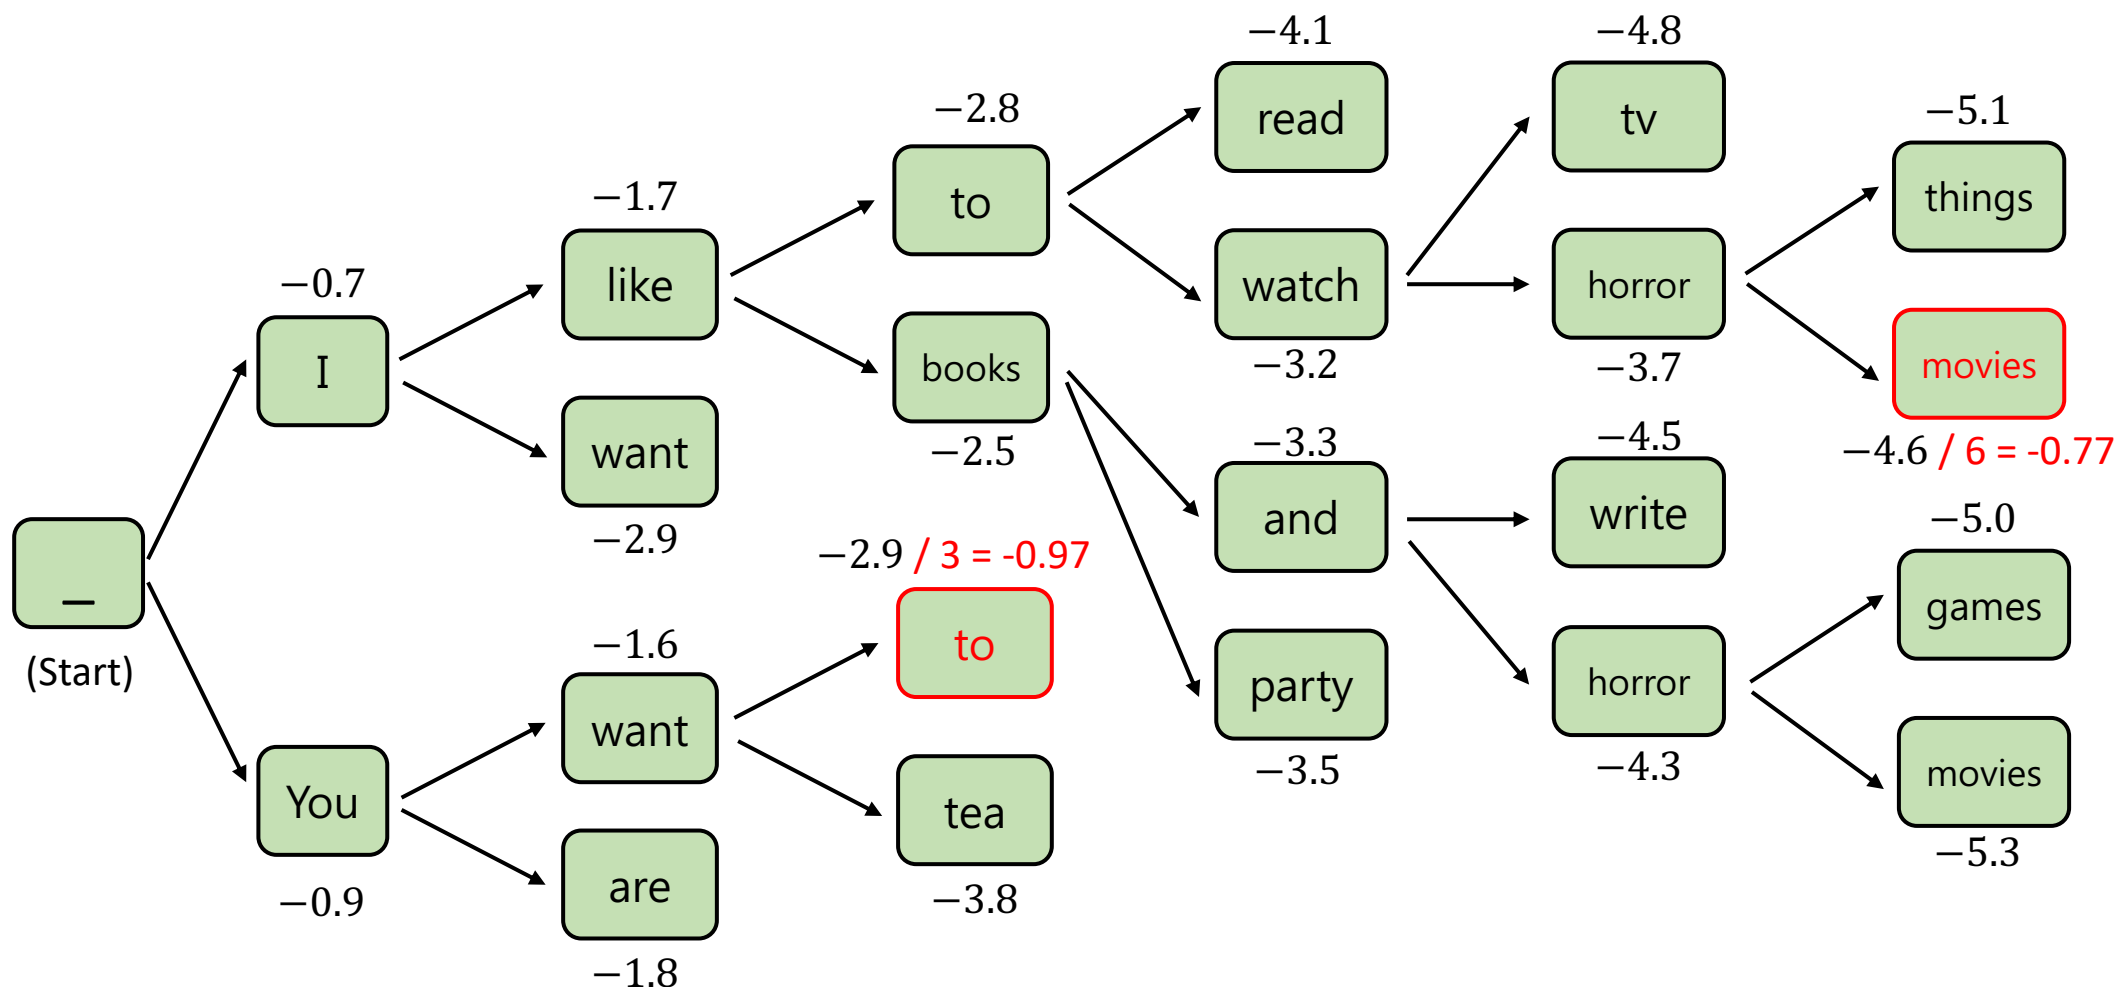 _
(Start)
−0.7
I
You
−0.9
−1.7
like
want
−2.9
−1.6
want
are
−1.8
−2.8
to
books
−2.5
−2.9 / 3 = -0.97
to
tea
−3.8
−4.1
read
watch
−3.2
−3.3
and
party
−3.5
−4.8
tv
horror
−3.7
−4.5
write
horror
−4.3
−5.1
things
movies
−4.6 / 6 = -0.77
−5.0
games
movies
−5.3